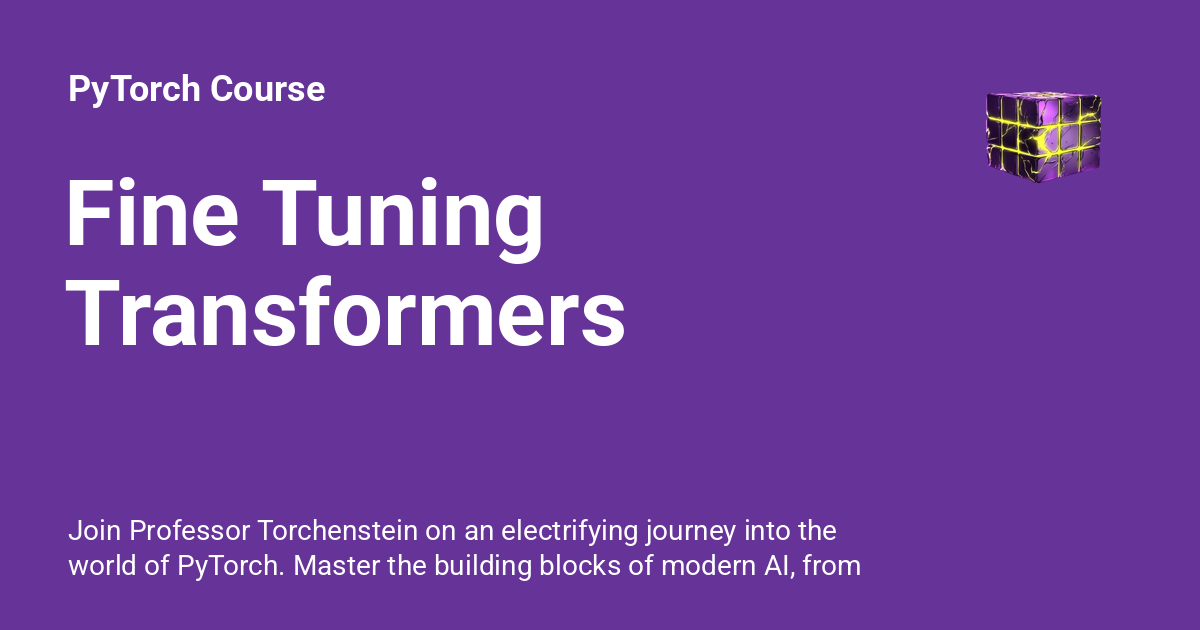 PyTorch Course
Fine Tuning
Transformers
Join Professor Torchenstein on an electrifying journey into the
world of PyTorch. Master the building blocks of modern AI, from